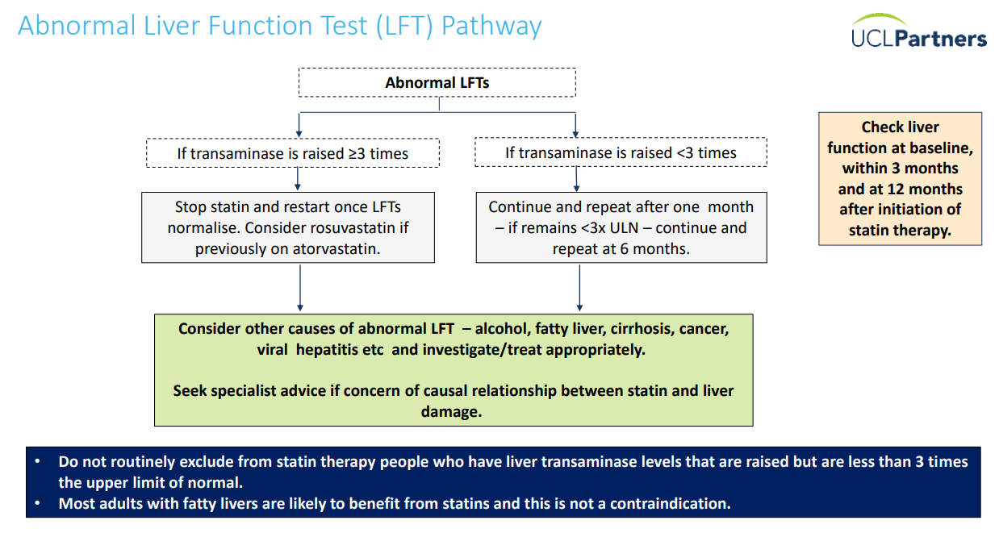 Abnormal Liver Function Test (LFT) Pathway
UCLPartners
Abnormal LFTs
If transaminase is raised ≥3 times
If transaminase is raised <3 times
Stop statin and restart once LFTs
normalise. Consider rosuvastatin if
previously on atorvastatin.
Continue and repeat after one  month
– if remains <3x ULN – continue and
repeat at 6 months.
Check liver
function at baseline,
within 3 months
and at 12 months
after initiation of
statin therapy.
Consider other causes of abnormal LFT  – alcohol, fatty liver, cirrhosis, cancer,
viral  hepatitis etc  and investigate/treat appropriately.
Seek specialist advice if concern of causal relationship between statin and liver
damage.
• Do not routinely exclude from statin therapy people who have liver transaminase levels that are raised but are less than 3 times
the upper limit of normal.
• Most adults with fatty livers are likely to benefit from statins and this is not a contraindication.